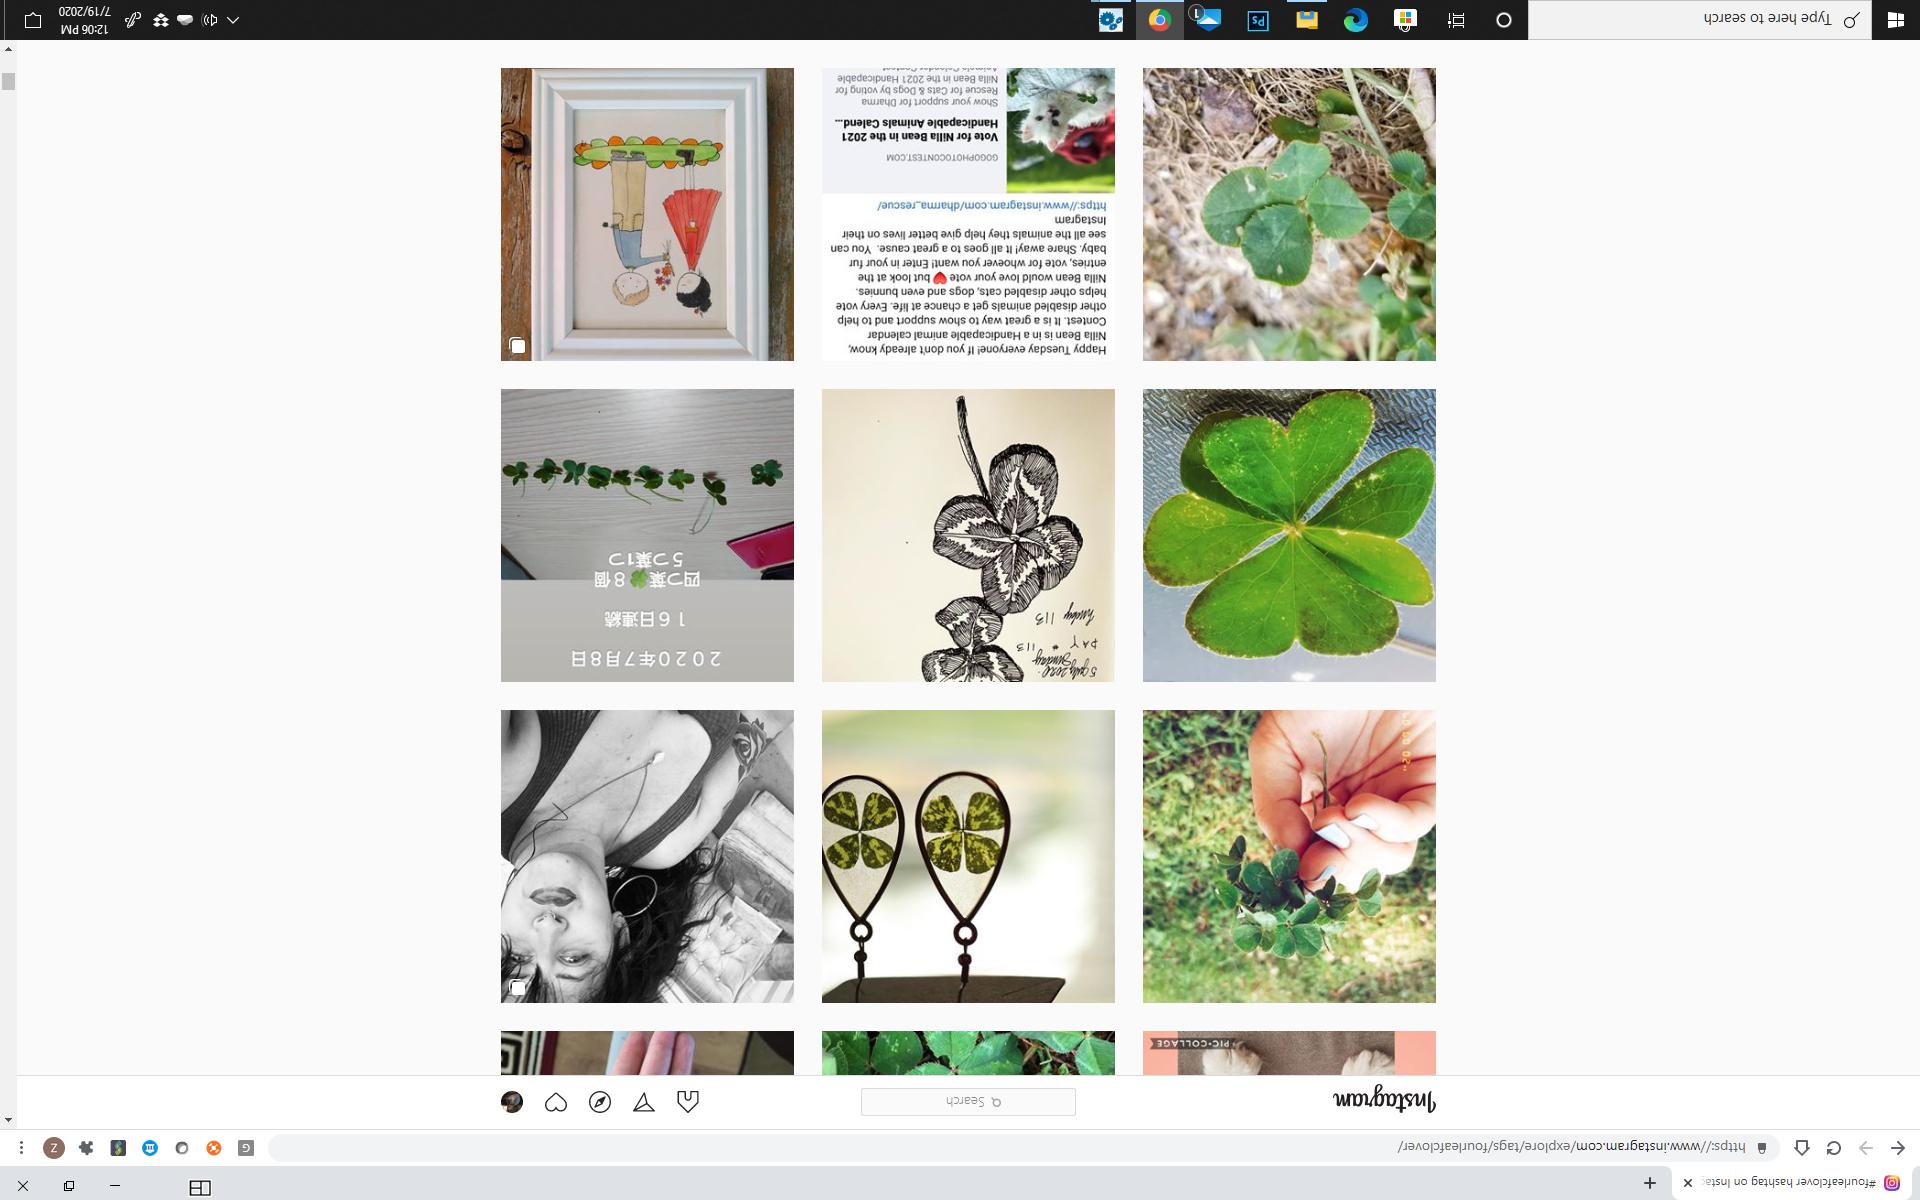 #fourleafclover hashtag on Instag
https://www.instagram.com/explore/tags/fourleafclover/
G
Z
Instagram
Search
PIC•COLLAGE
2020年7月8日
16日連続
四つ葉🍀8個
5つ葉1つ
5 July 2020
Sunday
DAY # 113
lucky 113
Happy Tuesday everyone! If you don't already know,
Nilla Bean is in a Handicapable animal calendar
Contest. It is a great way to show support and to help
other disabled animals get a chance at life. Every vote
helps other disabled cats, dogs and even bunnies.
Nilla Bean would love your vote ❤ but look at the
entries, vote for whoever you want! Enter in your fur
baby. Share away! It all goes to a great cause. You can
see all the animals they help give better lives on their
Instagram
https://www.instagram.com/dharma_rescue/
GOGOPHOTOCONTEST.COM
Vote for Nilla Bean in the 2021
Handicapable Animals Calend...
Show your support for Dharma
Rescue for Cats & Dogs by voting for
Nilla Bean in the 2021 Handicapable
Type here to search
Ps
1
12:06 PM
7/19/2020